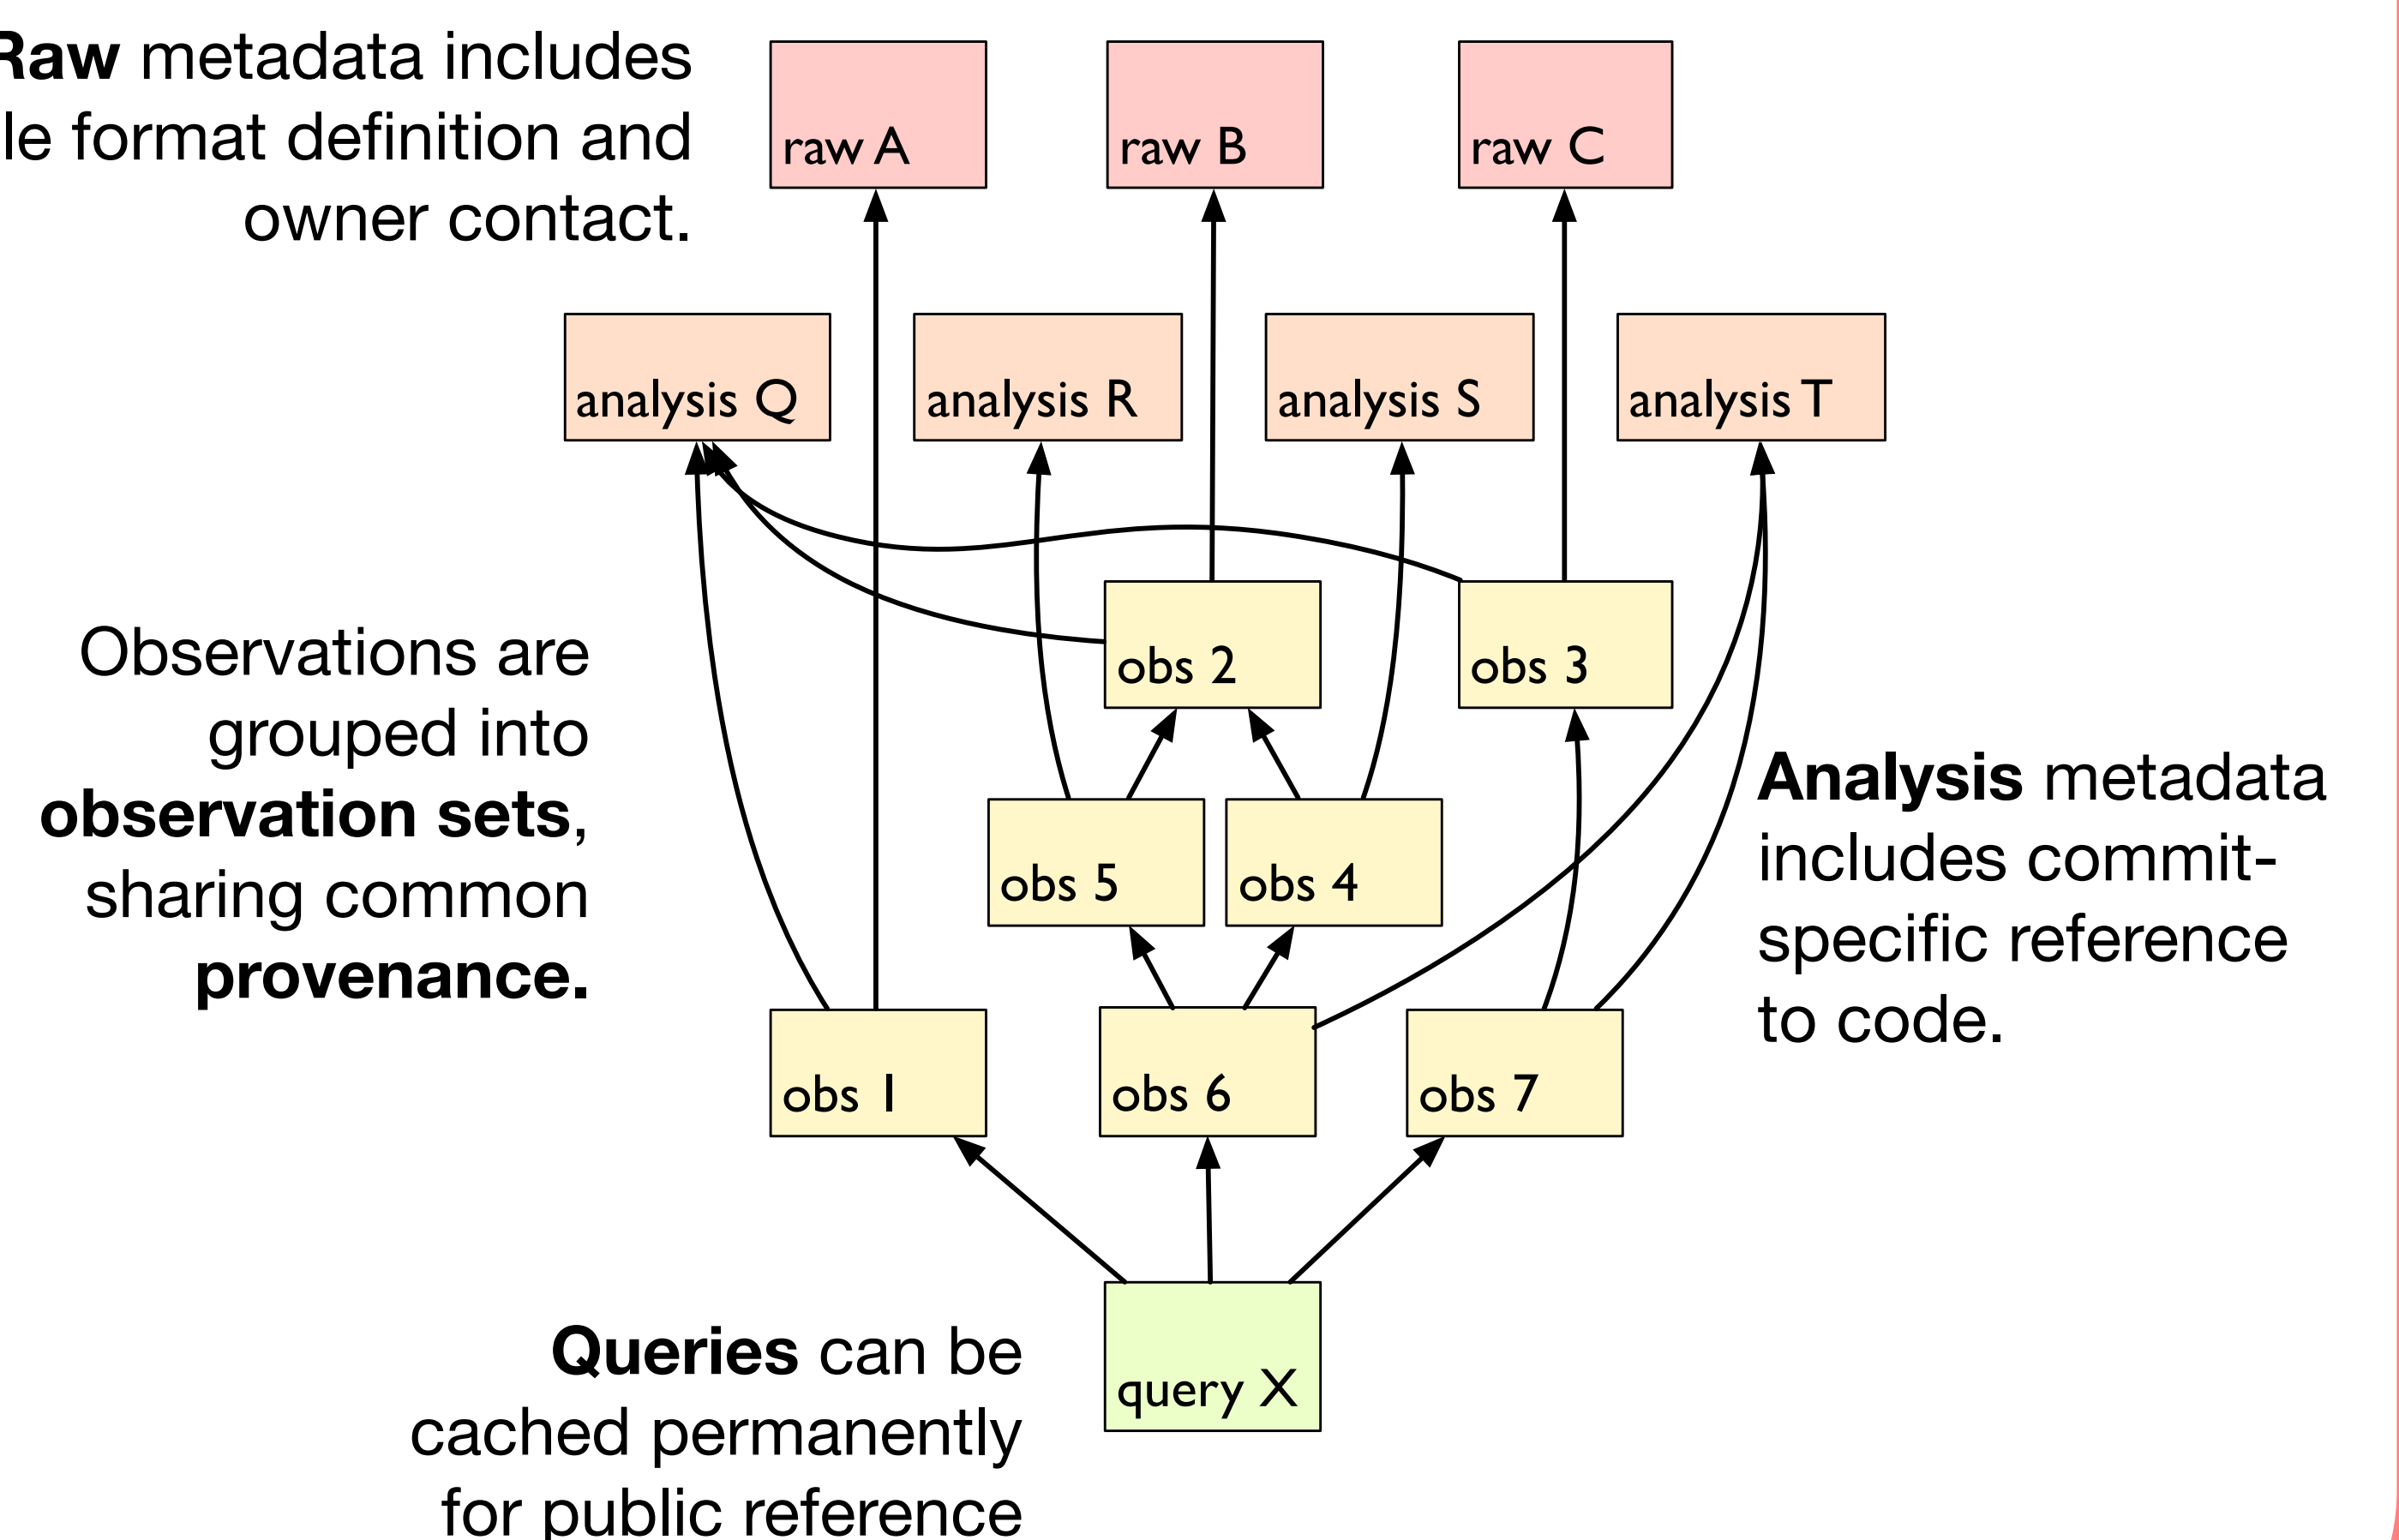 Raw metadata includes
le format definition and
owner contact.
raw A
raw B
raw C
analysis Q
analysis R
analysis S
analysis T
Observations are
grouped into
observation sets,
sharing common
provenance.
obs 2
obs 3
obs 5
obs 4
Analysis metadata
includes commit-
specific reference
to code.
obs 1
obs 6
obs 7
query X
Queries can be
cached permanently
for public reference